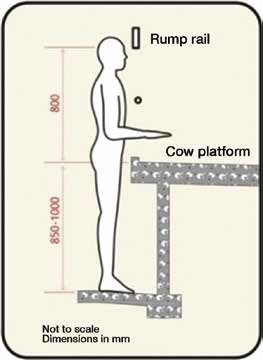 Rump rail
800
Cow platform
850-1000
Not to scale
Dimensions in mm